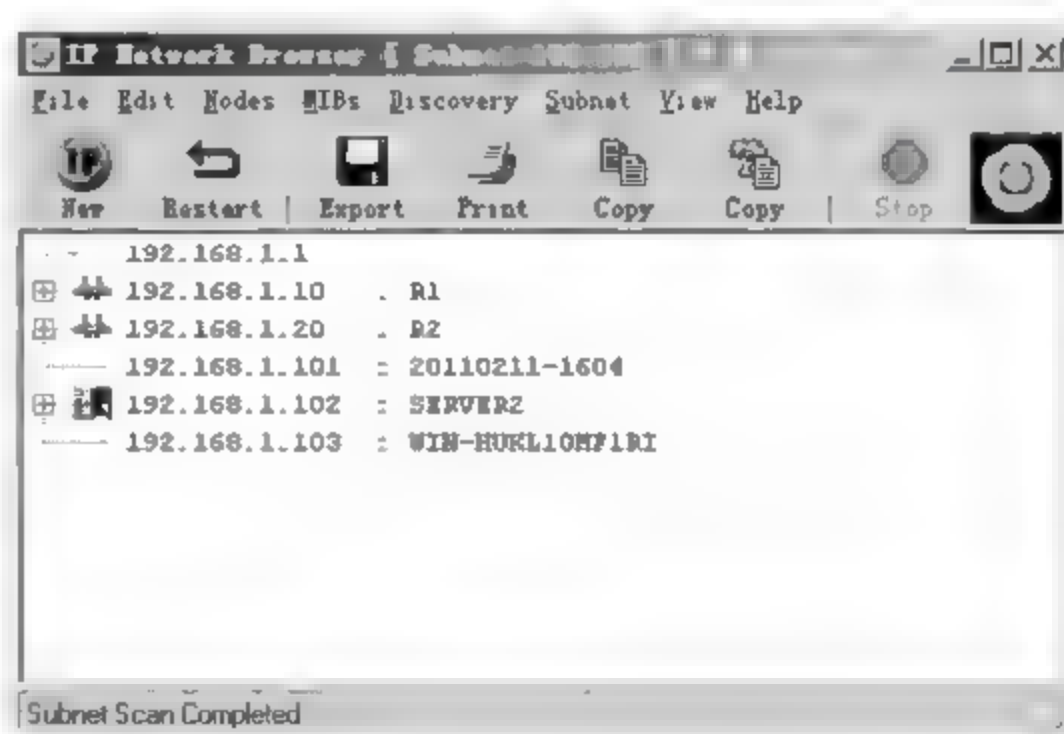 IP Network Browser [
File Edit Nodes MIBs Discovery Subnet View Help
New Restart | Export Print Copy Copy | Stop
192.168.1.1
192.168.1.10 : R1
192.168.1.20 : R2
192.168.1.101 : 20110211-1604
192.168.1.102 : SERVER2
192.168.1.103 :
Subnet Scan Completed